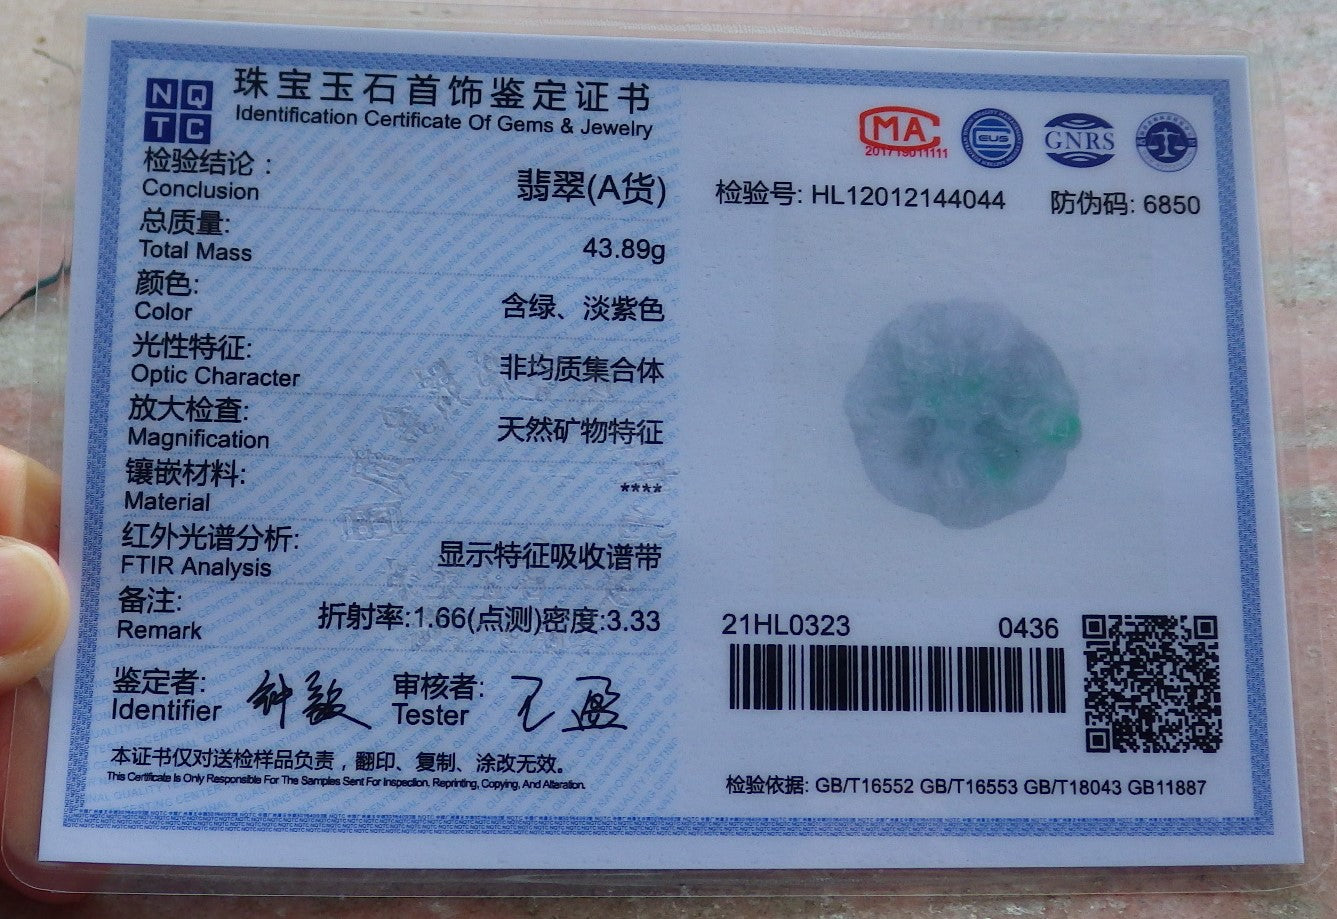 NQ
TC
珠宝玉石首饰鉴定证书
Identification Certificate Of Gems & Jewelry
检验结论：
Conclusion
翡翠(A货)
总质量:
Total Mass
43.89g
颜色:
Color
含绿、淡紫色
光性特征:
Optic Character
非均质集合体
放大检查:
Magnification
天然矿物特征
镶嵌材料:
Material
****
红外光谱分析:
FTIR Analysis
显示特征吸收谱带
备注:
Remark
折射率:1.66(点测)密度:3.33
鉴定者:
Identifier
审核者:
Tester
本证书仅对送检样品负责，翻印、复制、涂改无效。
This Certificate Is Only Responsible For The Samples Sent For Inspection. Reprinting, Copying, And Alteration.
MA
201719011111
CUS
GNRS
检验号: HL12012144044
防伪码: 6850
21HL0323
0436
检验依据: GB/T16552 GB/T16553 GB/T18043 GB11887